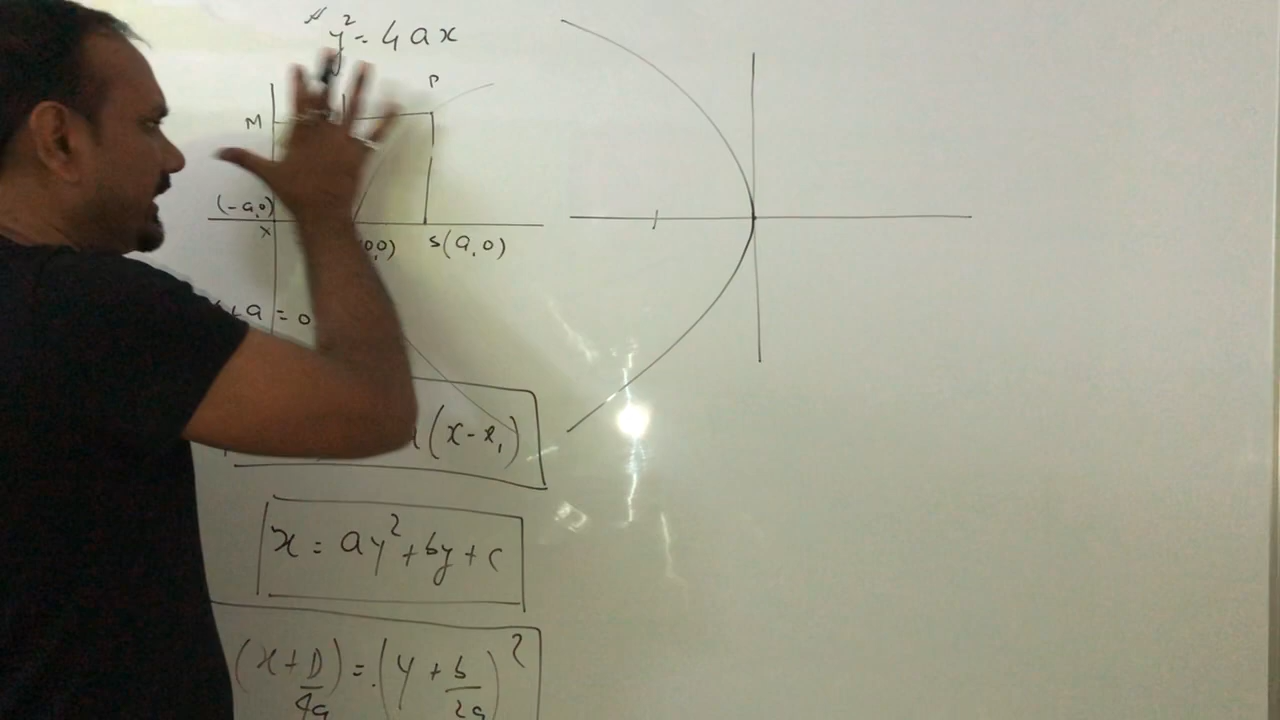 y² = 4ax
P
M
(-a,0)
X
0,0) S(a,0)
+a = 0
(x-x₁)
x = ay²+by+c
(x+D/4a) = (y+b/2a)²